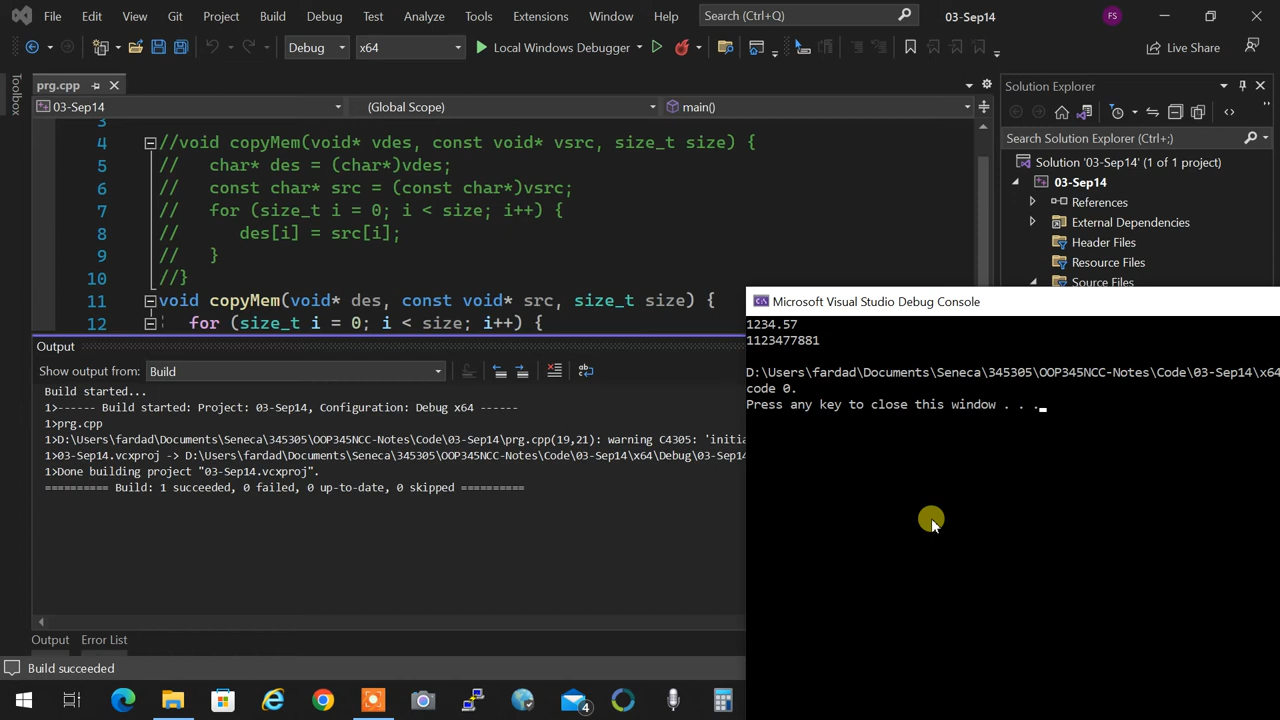 File Edit View Git Project Build Debug Test Analyze Tools Extensions Window Help Search (Ctrl+Q) 03-Sep14 FS
Debug x64 Local Windows Debugger Live Share
Toolbox
prg.cpp
03-Sep14 (Global Scope) main()
3
4 //void copyMem(void* vdes, const void* vsrc, size_t size) {
5 // char* des = (char*)vdes;
6 // const char* src = (const char*)vsrc;
7 // for (size_t i = 0; i < size; i++) {
8 // des[i] = src[i];
9 // }
10 //}
11 void copyMem(void* des, const void* src, size_t size) {
12 for (size_t i = 0; i < size; i++) {
Solution Explorer
Search Solution Explorer (Ctrl+;)
Solution '03-Sep14' (1 of 1 project)
03-Sep14
References
External Dependencies
Header Files
Resource Files
Source Files
Output
Show output from: Build
Build started...
1>------ Build started: Project: 03-Sep14, Configuration: Debug x64 ------
1>prg.cpp
1>D:\Users\fardad\Documents\Seneca\345305\OOP345NCC-Notes\Code\03-Sep14\prg.cpp(19,21): warning C4305: 'initia
1>03-Sep14.vcxproj -> D:\Users\fardad\Documents\Seneca\345305\OOP345NCC-Notes\Code\03-Sep14\x64\Debug\03-Sep14
1>Done building project "03-Sep14.vcxproj".
========== Build: 1 succeeded, 0 failed, 0 up-to-date, 0 skipped ==========
Microsoft Visual Studio Debug Console
1234.57
1123477881
D:\Users\fardad\Documents\Seneca\345305\OOP345NCC-Notes\Code\03-Sep14\x64
code 0.
Press any key to close this window . . .
Output Error List
Build succeeded
4